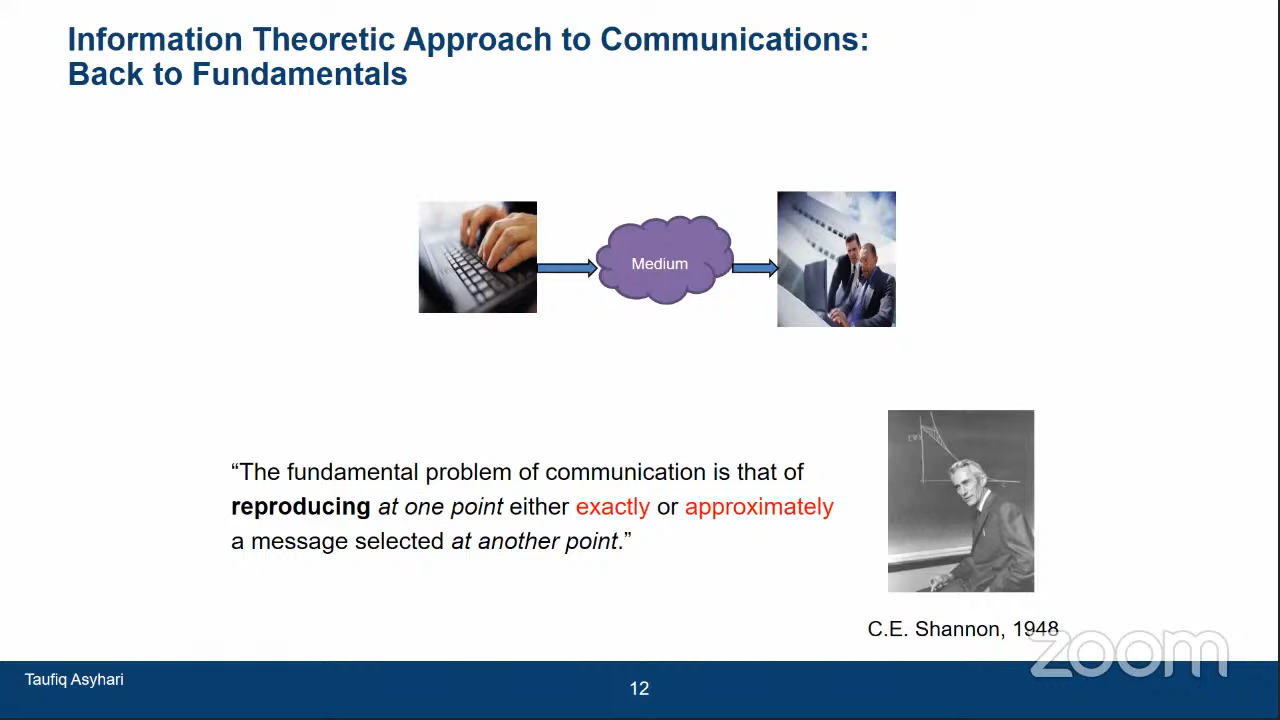 Information Theoretic Approach to Communications:
Back to Fundamentals
Medium
“The fundamental problem of communication is that of
reproducing at one point either exactly or approximately
a message selected at another point.”
C.E. Shannon, 1948
zoom
Taufiq Asyhari
12